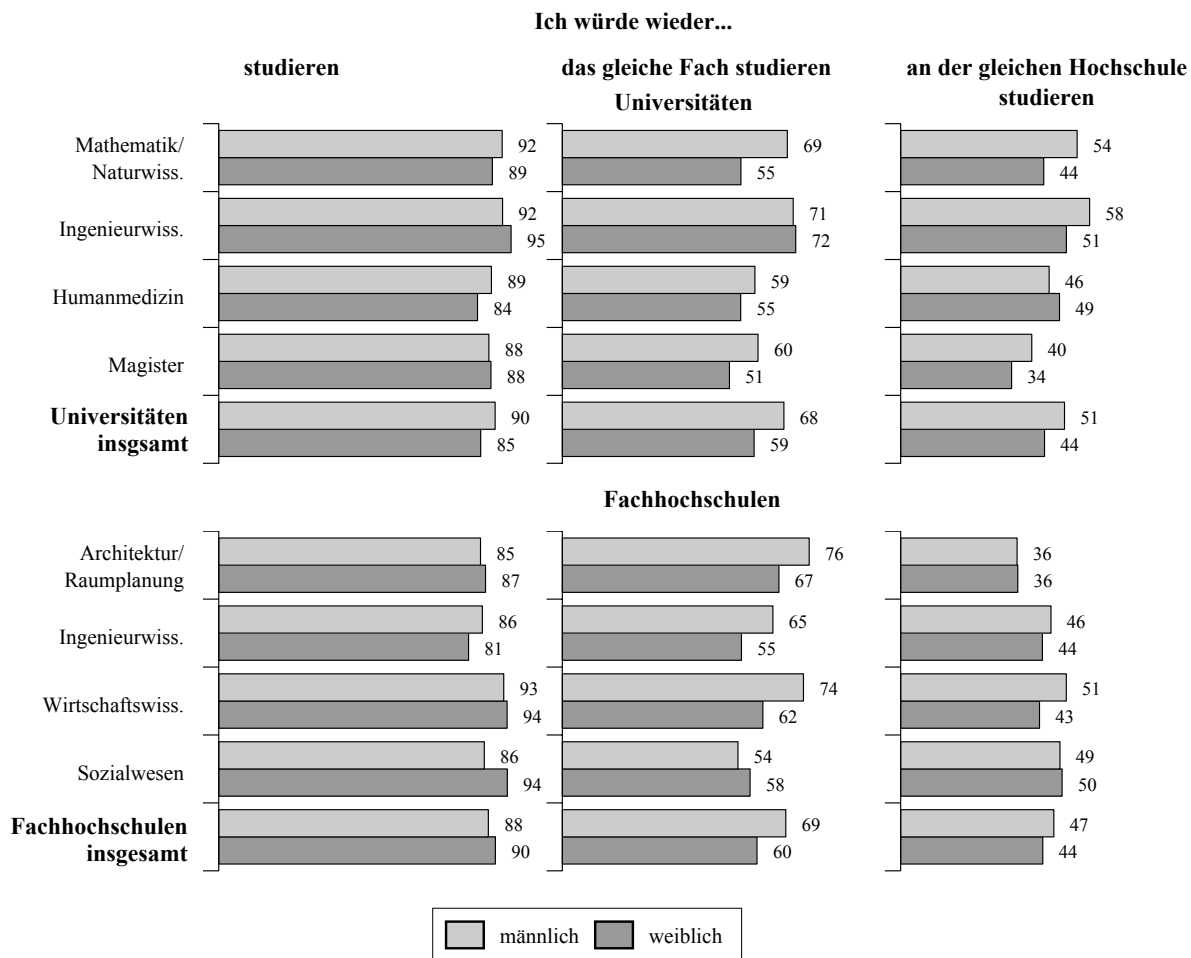 Ich würde wieder...
studieren
das gleiche Fach studieren
an der gleichen Hochschule
studieren
Universitäten
Mathematik/
Naturwiss.
92
89
69
55
54
44
Ingenieurwiss.
92
95
71
72
58
51
Humanmedizin
89
84
59
55
46
49
Magister
88
88
60
51
40
34
Universitäten
insgsamt
90
85
68
59
51
44
Fachhochschulen
Architektur/
Raumplanung
85
87
76
67
36
36
Ingenieurwiss.
86
81
65
55
46
44
Wirtschaftswiss.
93
94
74
62
51
43
Sozialwesen
86
94
54
58
49
50
Fachhochschulen
insgesamt
88
90
69
60
47
44
männlich
weiblich